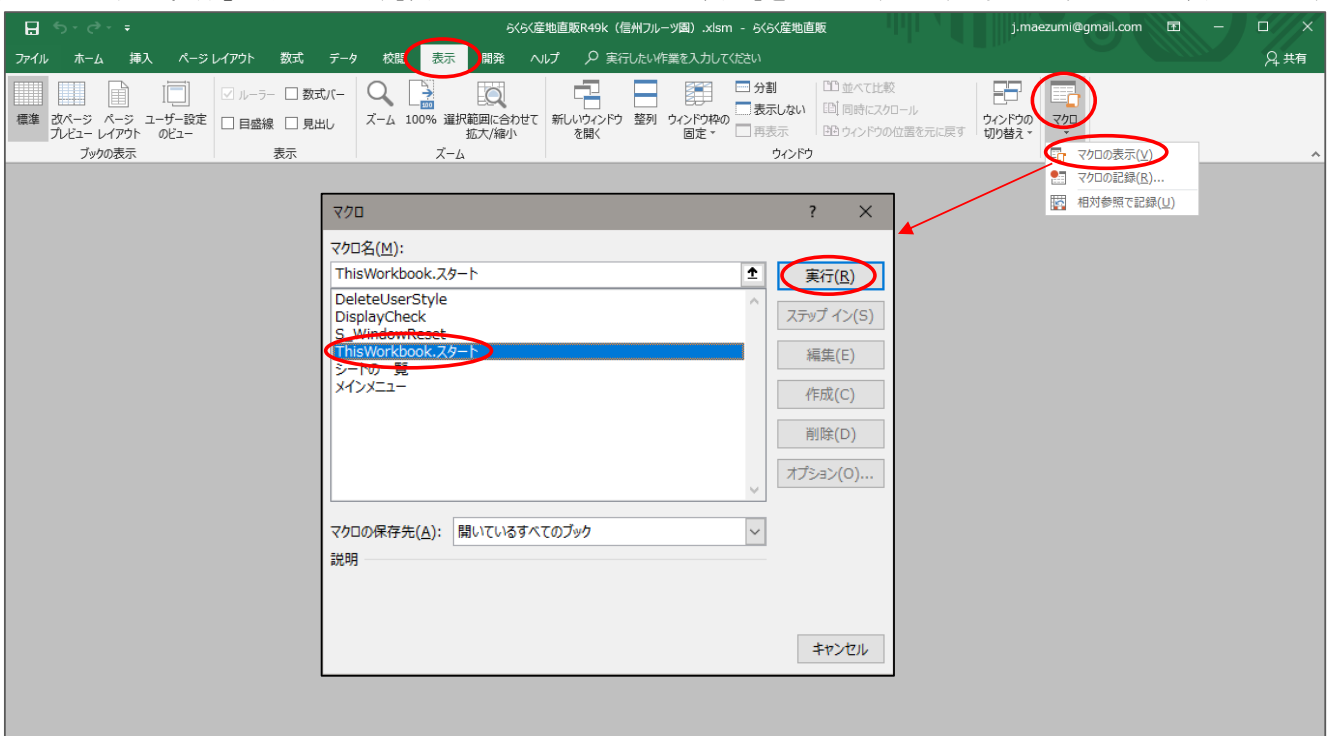 らくらく産地直販R49k（信州フルーツ園）.xlsm - らくらく産地直販
j.maezumi@gmail.com
ファイル ホーム 挿入 ページ レイアウト 数式 データ 校閲 表示 開発 ヘルプ 実行したい作業を入力してください 共有
標準 改ページ プレビュー ページ レイアウト ユーザー設定 のビュー
ブックの表示
ルーラー 数式バー
目盛線 見出し
表示
ズーム 100% 選択範囲に合わせて 拡大/縮小
ズーム
新しいウィンドウ を開く 整列 ウィンドウ枠の 固定
分割
表示しない
再表示
並べて比較
同時にスクロール
ウィンドウの位置を元に戻す
ウィンドウの 切り替え
ウィンドウ
マクロ
マクロの表示(V)
マクロの記録(R)...
相対参照で記録(U)
マクロ ?
マクロ名(M):
ThisWorkbook.スタート
DeleteUserStyle
DisplayCheck
S_WindowReset
ThisWorkbook.スタート
シートの一覧
メインメニュー
実行(R)
ステップ イン(S)
編集(E)
作成(C)
削除(D)
オプション(O)...
マクロの保存先(A): 開いているすべてのブック
説明
キャンセル